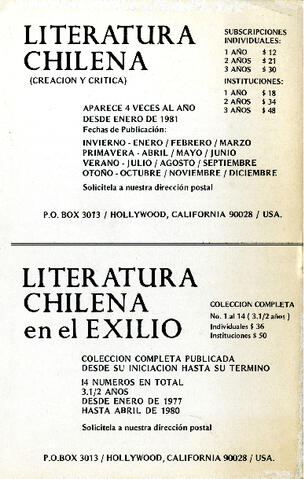 LITERATURA
CHILENA
(CREACION Y CRITICA)
SUBSCRIPCIONES
INDIVIDUALES:
1 AÑO $ 12
2 AÑOS $ 21
3 AÑOS $ 30
INSTITUCIONES:
1 AÑO $ 18
2 AÑOS $ 34
3 AÑOS $ 48
APARECE 4 VECES AL AÑO
DESDE ENERO DE 1981
Fechas de Publicación:
INVIERNO - ENERO / FEBRERO / MARZO
PRIMAVERA - ABRIL / MAYO / JUNIO
VERANO - JULIO / AGOSTO / SEPTIEMBRE
OTOÑO - OCTUBRE / NOVIEMBRE / DICIEMBRE
Solicitela a nuestra dirección postal
P.O. BOX 3013 / HOLLYWOOD, CALIFORNIA 90028 / USA.
LITERATURA
CHILENA
en el EXILIO
COLECCION COMPLETA
No. 1 al 14 ( 3.1/2 años )
Individuales $ 36
Instituciones $ 50
COLECCION COMPLETA PUBLICADA
DESDE SU INICIACION HASTA SU TERMINO
14 NUMEROS EN TOTAL
3.1/2 AÑOS
DESDE ENERO DE 1977
HASTA ABRIL DE 1980
Solicitela a nuestra dirección postal
P.O.BOX 3013 / HOLLYWOOD, CALIFORNIA 90028 / USA.